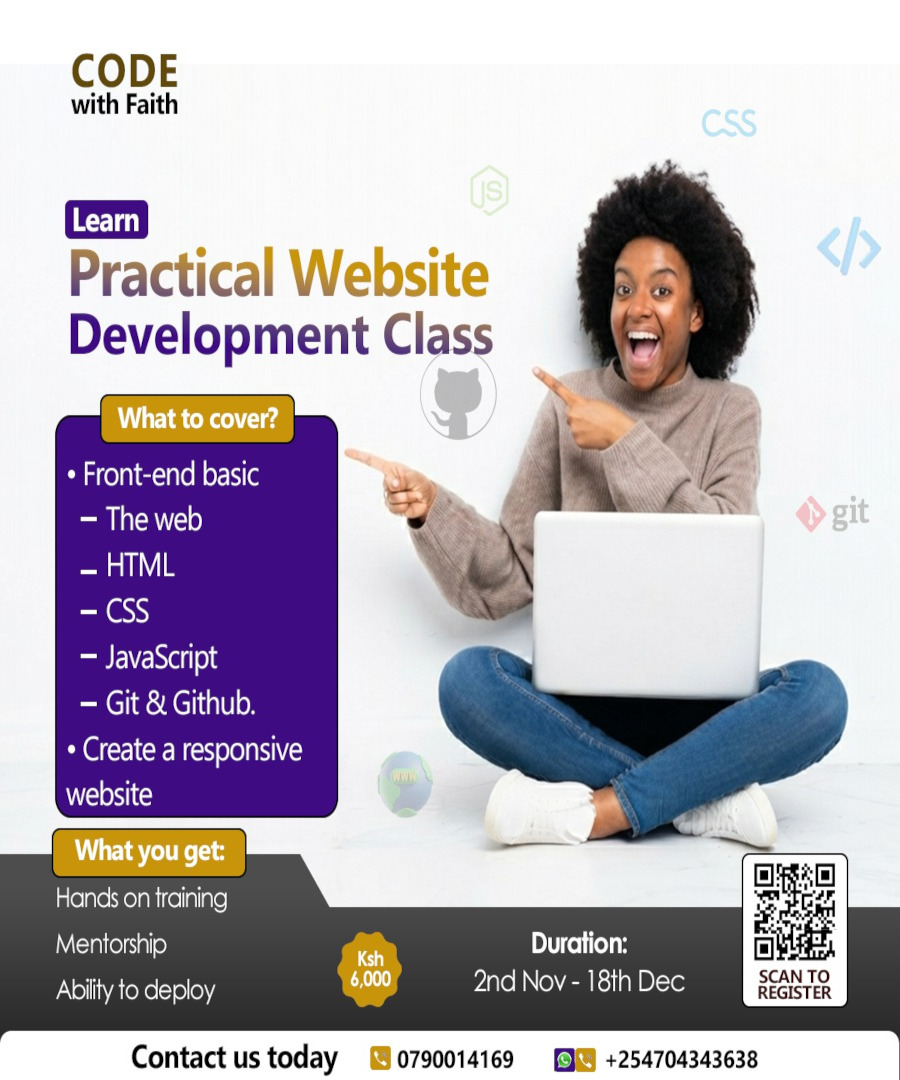 CODE
with Faith
CSS
JS
Learn
Practical Website
Development Class
What to cover?
• Front-end basic
– The web
– HTML
– CSS
– JavaScript
– Git & Github.
• Create a responsive
website
git
www
What you get:
Hands on training
Mentorship
Ability to deploy
Ksh
6,000
Duration:
2nd Nov - 18th Dec
SCAN TO
REGISTER
Contact us today 0790014169 +254704343638